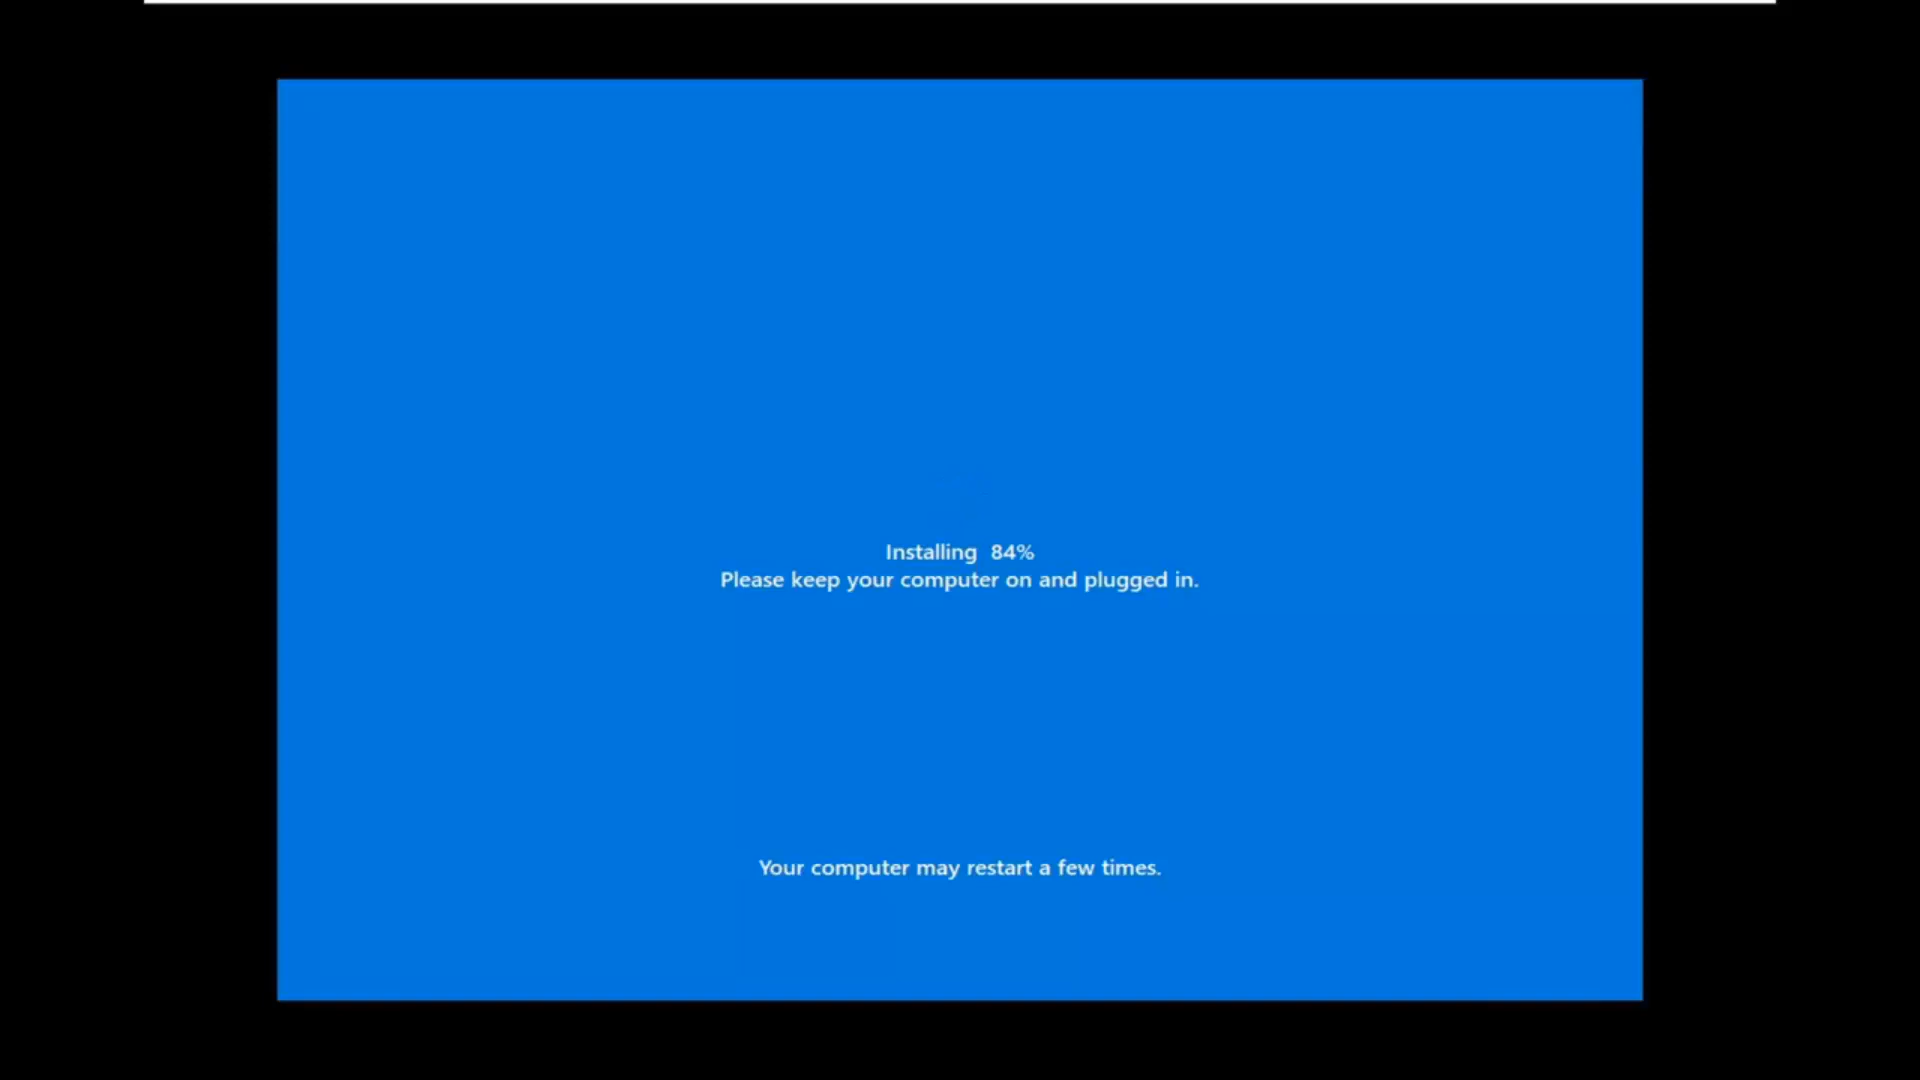 Installing 84%
Please keep your computer on and plugged in.
Your computer may restart a few times.